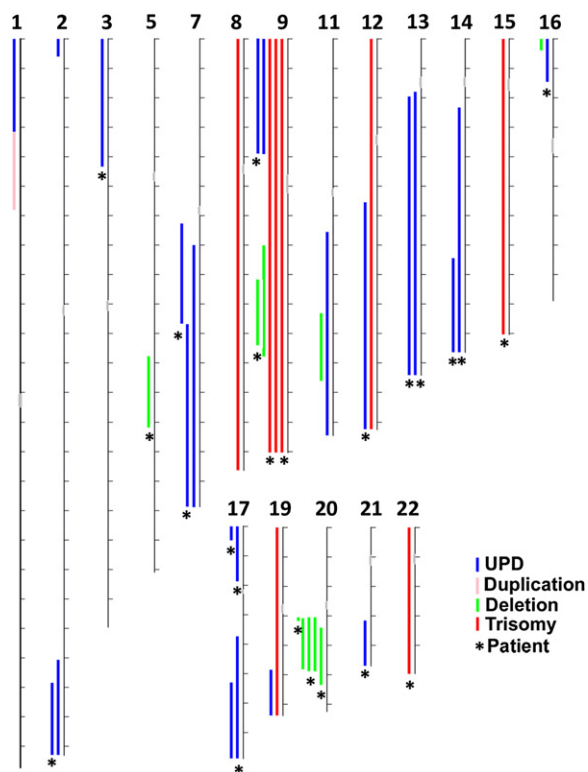 1 2 3 5 7 8 9 11 12 13 14 15 16
* * * * * * * * * * * * * * * *
17 19 20 21 22
* * * * * * * *
UPD
Duplication
Deletion
Trisomy
* Patient